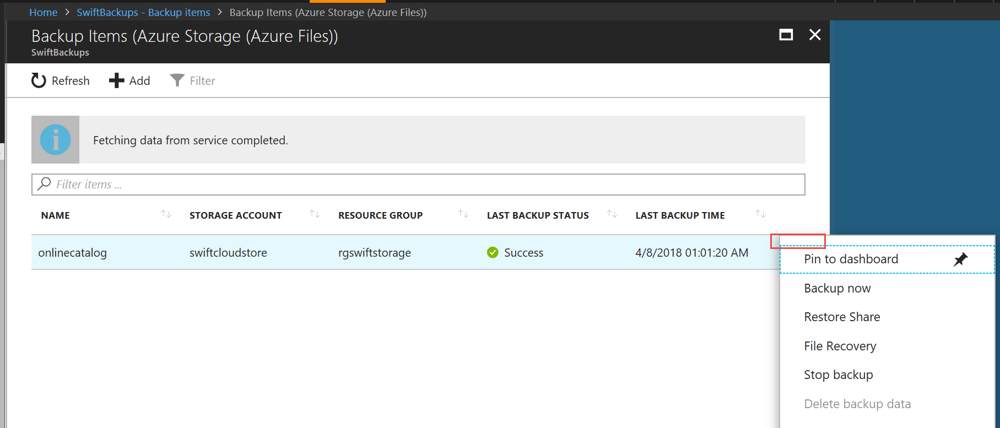 Home > SwiftBackups - Backup items > Backup Items (Azure Storage (Azure Files))
Backup Items (Azure Storage (Azure Files))
SwiftBackups
Refresh Add Filter
Fetching data from service completed.
Filter items ...
NAME STORAGE ACCOUNT RESOURCE GROUP LAST BACKUP STATUS LAST BACKUP TIME
onlinecatalog swiftcloudstore rgswiftstorage Success 4/8/2018 01:01:20 AM
Pin to dashboard
Backup now
Restore Share
File Recovery
Stop backup
Delete backup data